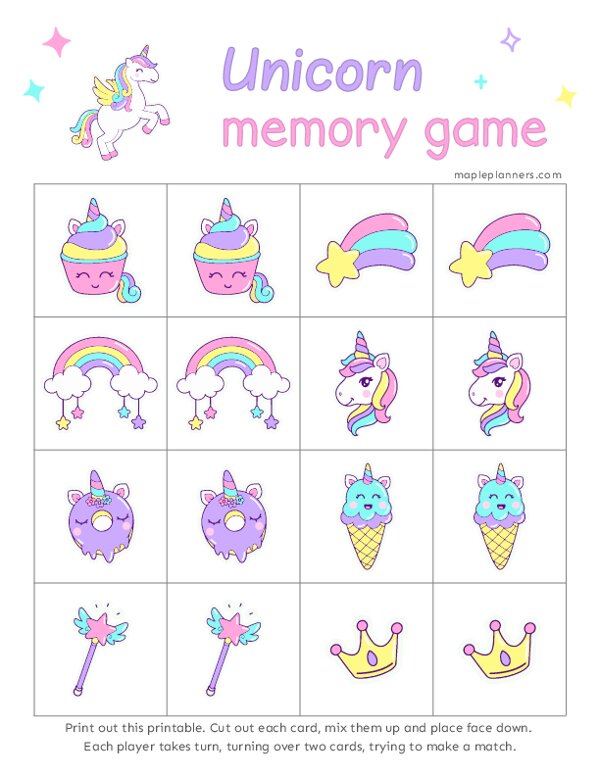 Unicorn
memory game
mapleplanners.com
Print out this printable. Cut out each card, mix them up and place face down.
Each player takes turn, turning over two cards, trying to make a match.